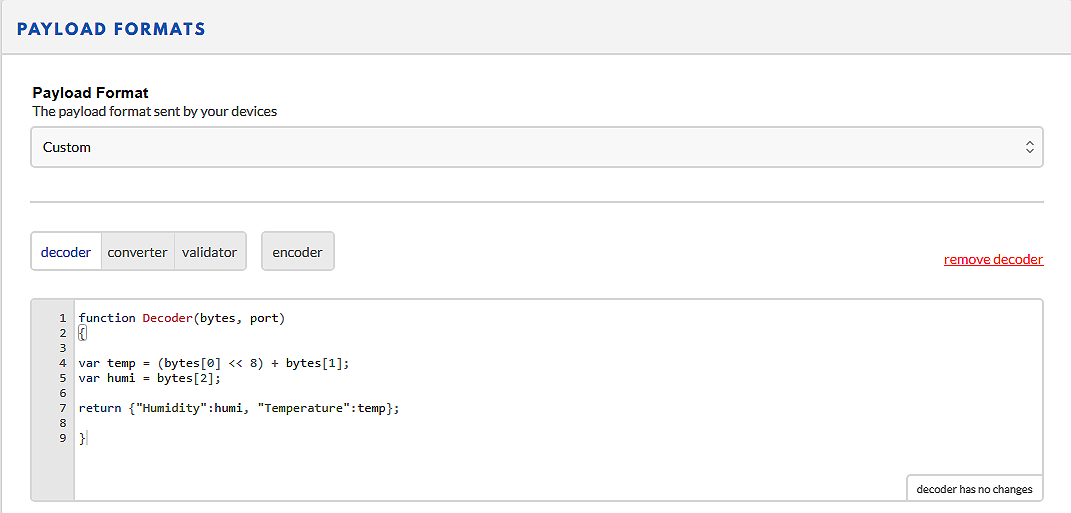 PAYLOAD FORMATS
Payload Format
The payload format sent by your devices
Custom
decoder converter validator encoder
remove decoder
1 function Decoder(bytes, port)
2 {
3
4 var temp = (bytes[0] << 8) + bytes[1];
5 var humi = bytes[2];
6
7 return {"Humidity":humi, "Temperature":temp};
8
9 }
decoder has no changes